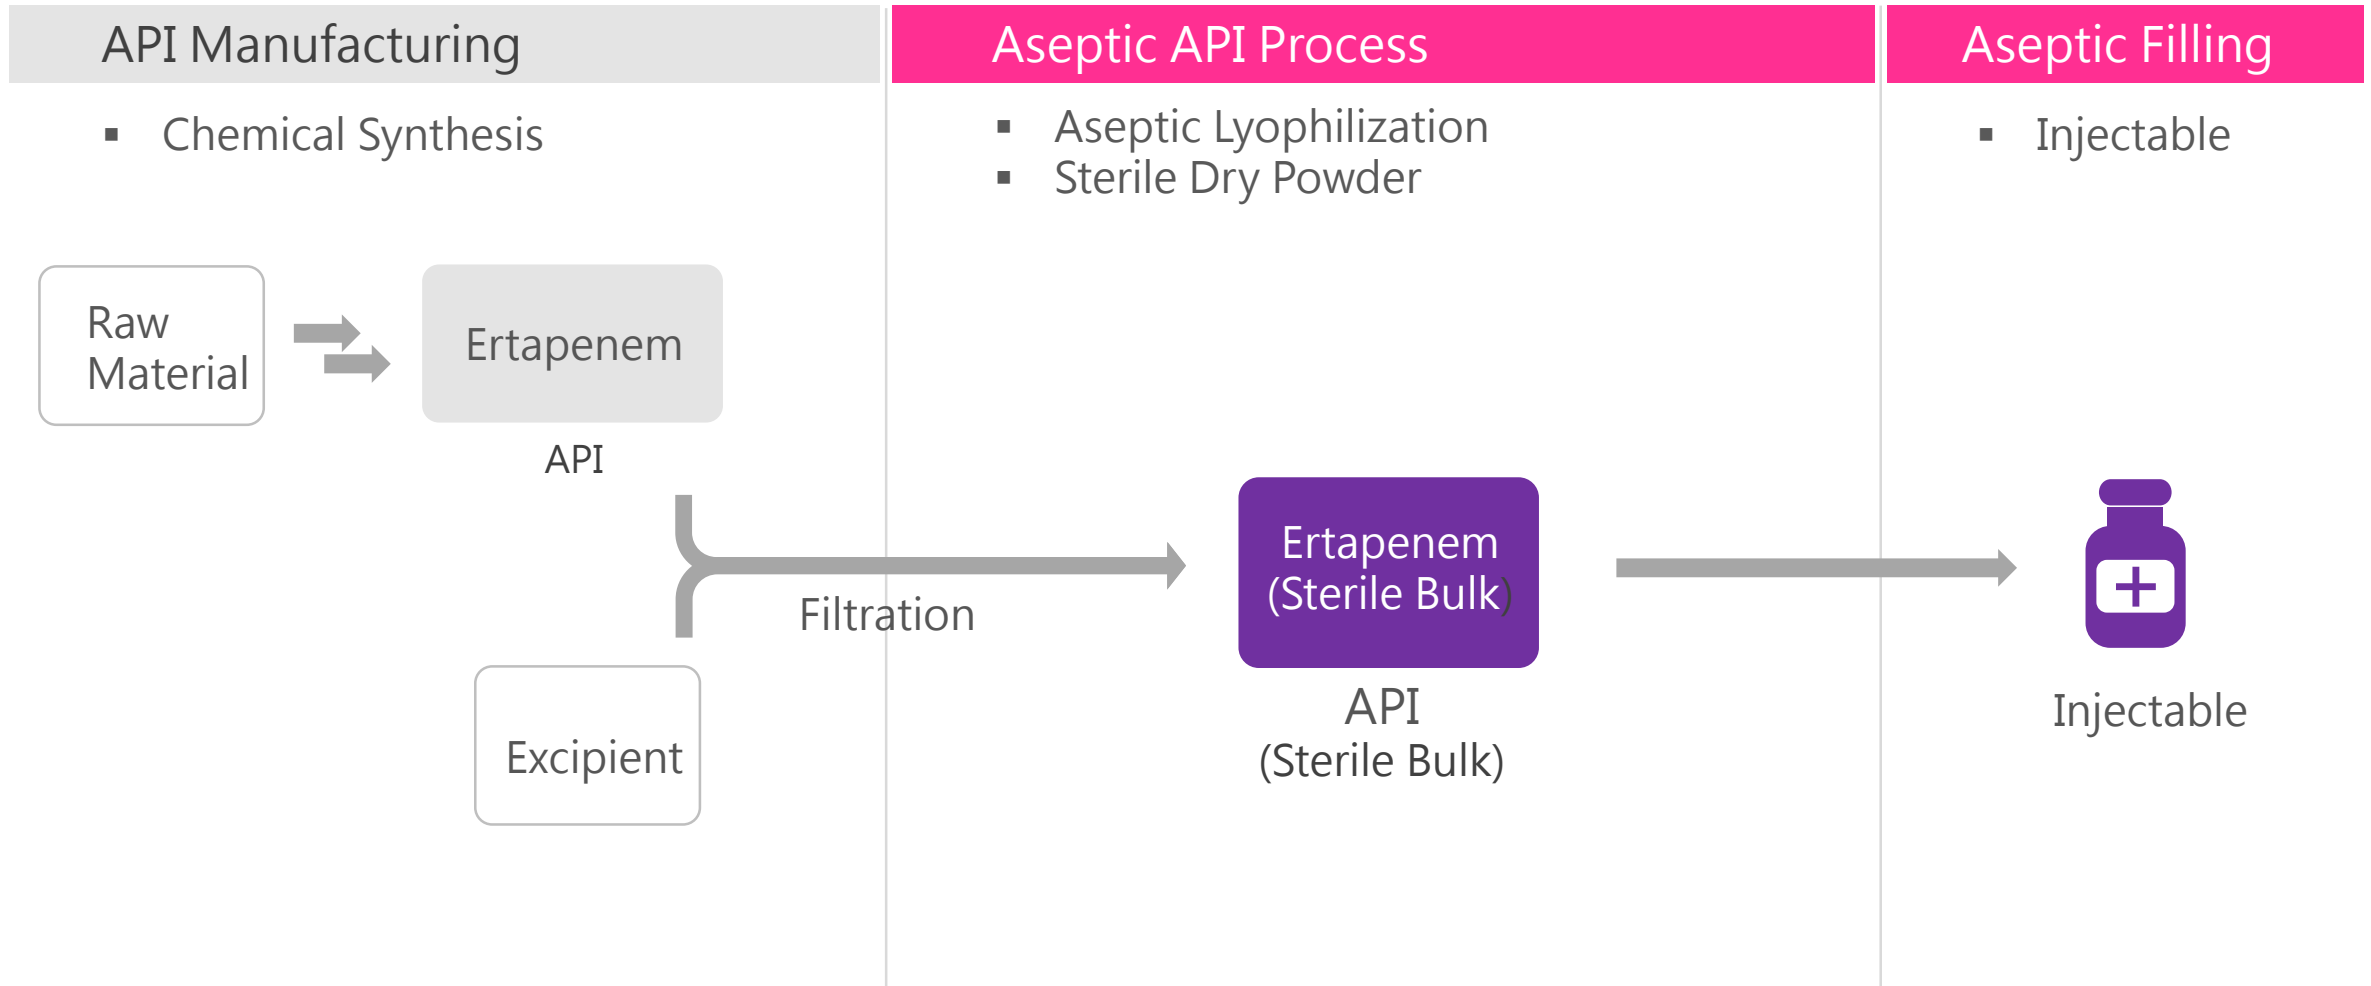 API Manufacturing
Aseptic API Process
Aseptic Filling
▪ Chemical Synthesis
▪ Aseptic Lyophilization
▪ Sterile Dry Powder
▪ Injectable
Raw
Material
Ertapenem
API
Filtration
Excipient
Ertapenem
(Sterile Bulk)
API
(Sterile Bulk)
Injectable